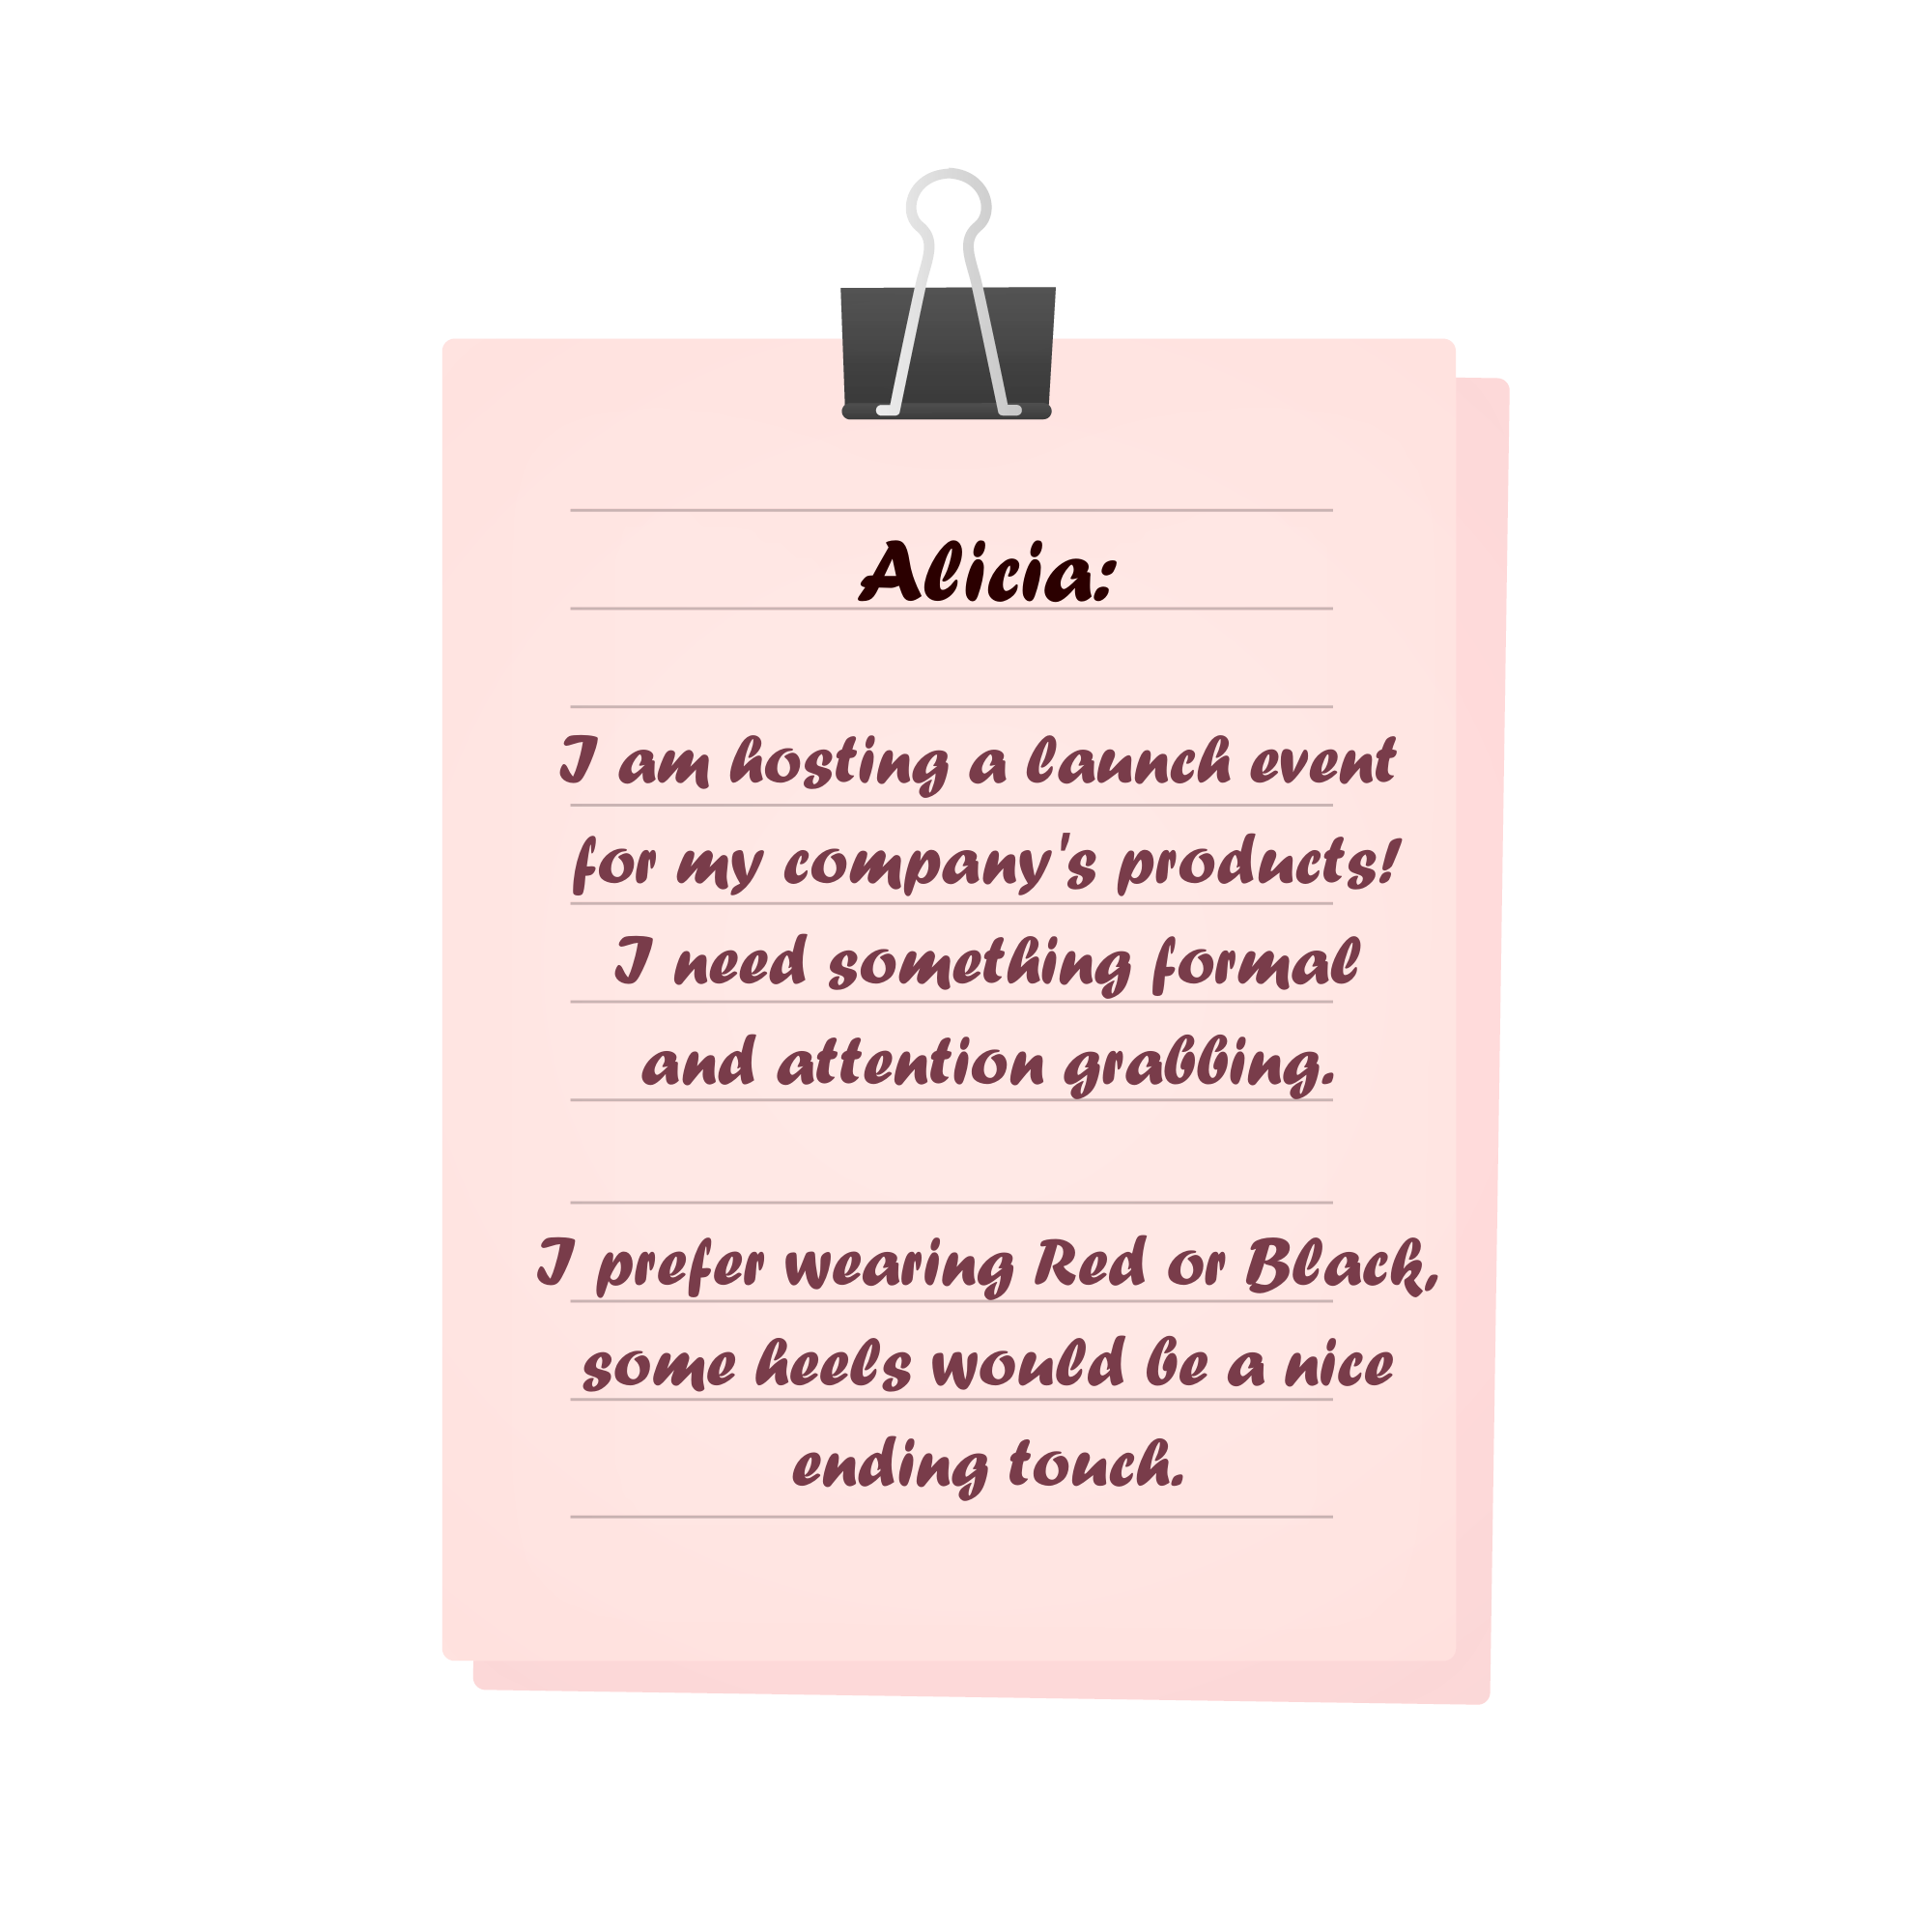 Alicia:
I am hosting a launch event
for my company's products!
I need something formal
and attention grabbing.
I prefer wearing Red or Black,
some heels would be a nice
ending touch.